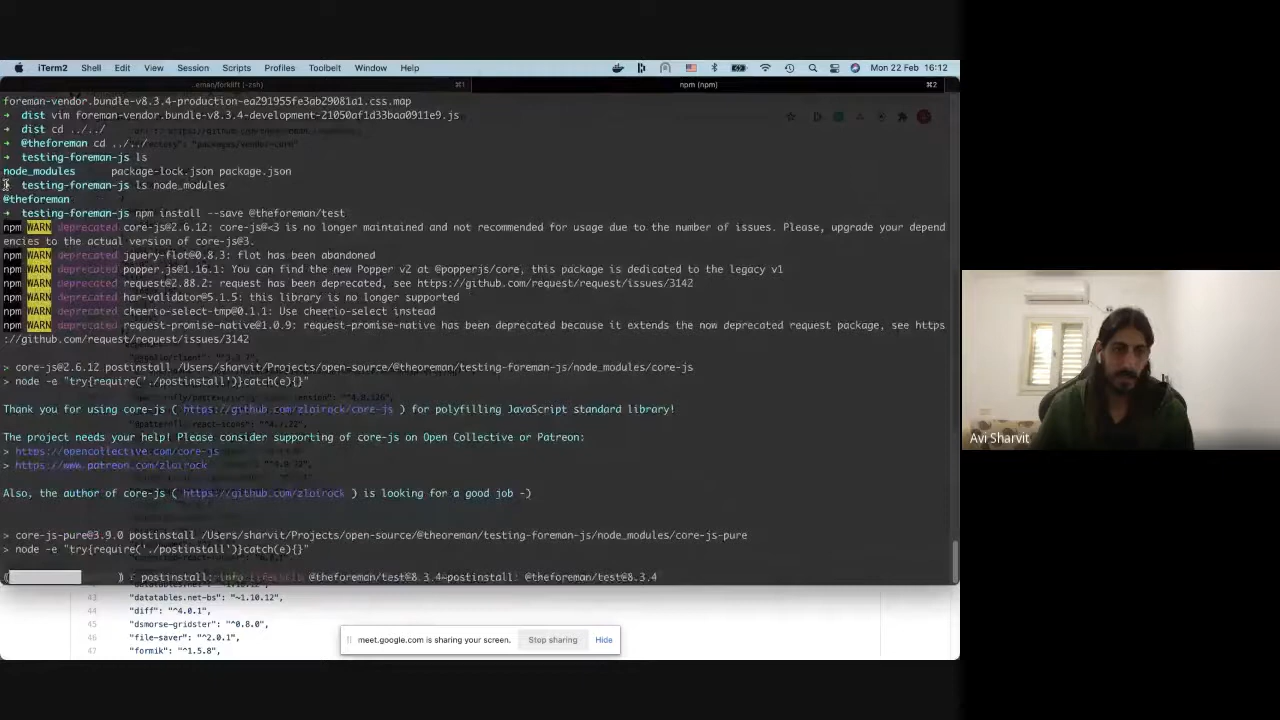 iTerm2 Shell Edit View Session Scripts Profiles Toolbelt Window Help Mon 22 Feb 16:12
..eman/forklift (-zsh) ⌘1 npm (npm) ⌘2
foreman-vendor.bundle-v8.3.4-production-ea291955fe3ab29081a1.css.map
➜ dist vim foreman-vendor.bundle-v8.3.4-development-21050af1d33baa0911e9.js
➜ dist cd ../../
➜ @theforeman cd ../../
➜ testing-foreman-js ls
node_modules package-lock.json package.json
testing-foreman-js ls node_modules
@theforeman
➜ testing-foreman-js npm install --save @theforeman/test
npm WARN deprecated core-js@2.6.12: core-js@<3 is no longer maintained and not recommended for usage due to the number of issues. Please, upgrade your depend
encies to the actual version of core-js@3.
npm WARN deprecated jquery-flot@0.8.3: flot has been abandoned
npm WARN deprecated popper.js@1.16.1: You can find the new Popper v2 at @popperjs/core, this package is dedicated to the legacy v1
npm WARN deprecated request@2.88.2: request has been deprecated, see https://github.com/request/request/issues/3142
npm WARN deprecated har-validator@5.1.5: this library is no longer supported
npm WARN deprecated cheerio-select-tmp@0.1.1: Use cheerio-select instead
npm WARN deprecated request-promise-native@1.0.9: request-promise-native has been deprecated because it extends the now deprecated request package, see https
://github.com/request/request/issues/3142
> core-js@2.6.12 postinstall /Users/sharvit/Projects/open-source/@theoreman/testing-foreman-js/node_modules/core-js
> node -e "try{require('./postinstall')}catch(e){}"
Thank you for using core-js ( https://github.com/zloirock/core-js ) for polyfilling JavaScript standard library!
The project needs your help! Please consider supporting of core-js on Open Collective or Patreon:
> https://opencollective.com/core-js
> https://www.patreon.com/zloirock
Also, the author of core-js ( https://github.com/zloirock ) is looking for a good job -)
> core-js-pure@3.9.0 postinstall /Users/sharvit/Projects/open-source/@theoreman/testing-foreman-js/node_modules/core-js-pure
> node -e "try{require('./postinstall')}catch(e){}"
( ) : postinstall: info lifecycle @theforeman/test@8.3.4~postinstall: @theforeman/test@8.3.4
43 "datatables.net-bs": "~1.10.12",
44 "diff": "^4.0.1",
45 "dsmorse-gridster": "^0.8.0",
46 "file-saver": "^2.0.1",
47 "formik": "^1.5.8",
meet.google.com is sharing your screen. Stop sharing Hide
Avi Sharvit